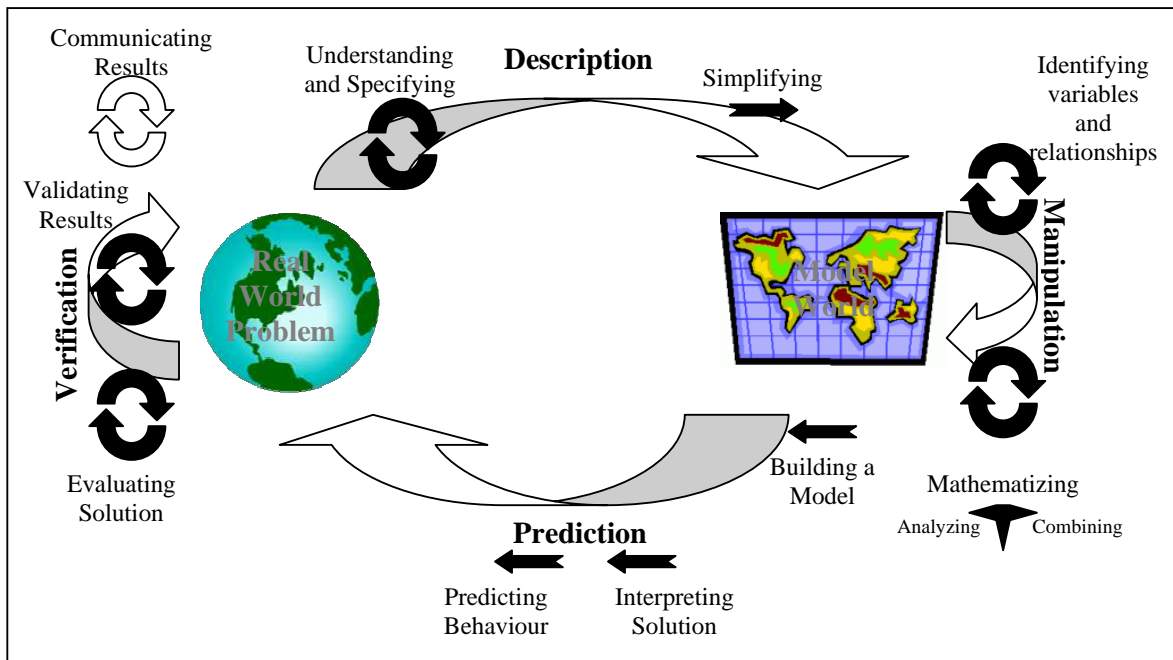 Communicating
Results
Understanding
and Specifying
Description
Simplifying
Identifying
variables
and
relationships
Validating
Results
Verification
Real
World
Problem
Model
World
Manipulation
Evaluating
Solution
Building a
Model
Mathematizing
Analyzing
Combining
Prediction
Predicting
Behaviour
Interpreting
Solution